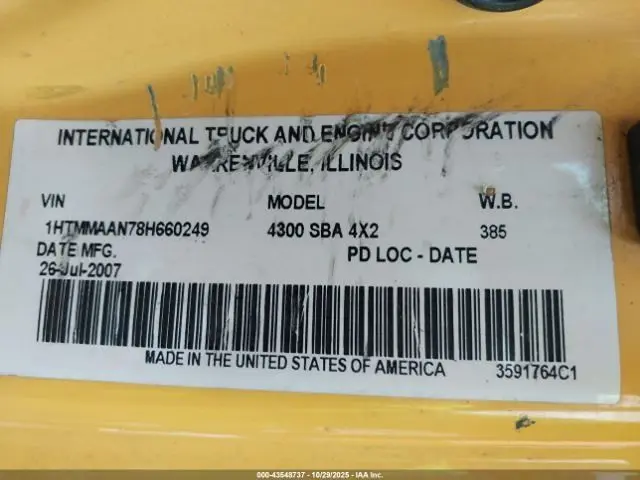 INTERNATIONAL TRUCK AND ENGINE CORPORATION
WARRENVILLE, ILLINOIS
VIN MODEL W.B.
1HTMMAAN78H660249 4300 SBA 4X2 385
DATE MFG. PD LOC - DATE
26-Jul-2007
MADE IN THE UNITED STATES OF AMERICA 3591764C1
000-43548737 - 10/29/2025 - IAA Inc.